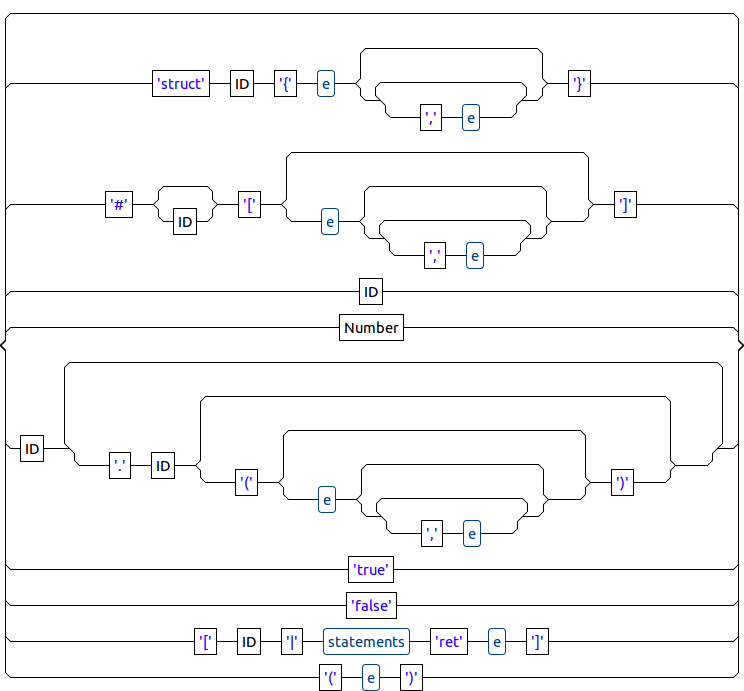 'struct' ID '{' e '}'
',' e
'#' '[' ']'
ID e
',' e
ID
Number
ID
'.' ID
'(' ')'
e
',' e
'true'
'false'
'[' ID '|' statements 'ret' e ']'
'(' e ')'